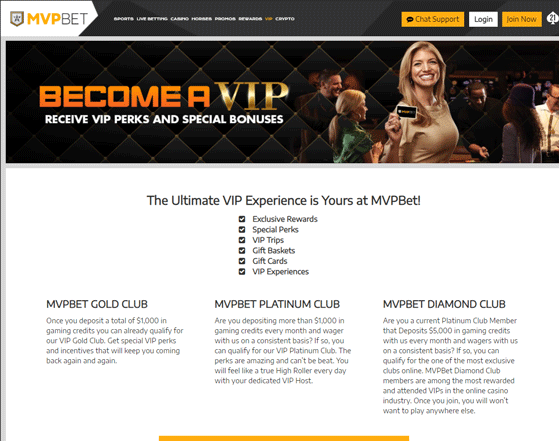 MVPBET
SPORTS LIVE BETTING CASINO HORSES PROMOS REWARDS VIP CRYPTO
Chat Support
Login
Join Now
BECOME A VIP
RECEIVE VIP PERKS AND SPECIAL BONUSES
The Ultimate VIP Experience is Yours at MVPBet!
Exclusive Rewards
Special Perks
VIP Trips
Gift Baskets
Gift Cards
VIP Experiences
MVPBET GOLD CLUB
Once you deposit a total of $1,000 in
gaming credits you can already qualify for
our VIP Gold Club. Get special VIP perks
and incentives that will keep you coming
back again and again.
MVPBET PLATINUM CLUB
Are you depositing more than $1,000 in
gaming credits every month and wager
with us on a consistent basis? If so, you
can qualify for our VIP Platinum Club. The
perks are amazing and can't be beat. You
will feel like a true High Roller every day
with your dedicated VIP Host.
MVPBET DIAMOND CLUB
Are you a current Platinum Club Member
that Deposits $5,000 in gaming credits
with us every month and wagers with us
on a consistent basis? If so, you can
qualify for the one of the most exclusive
clubs online. MVPBet Diamond Club
members are among the most rewarded
and attended VIPs in the online casino
industry. Once you join, you will won't
want to play anywhere else.